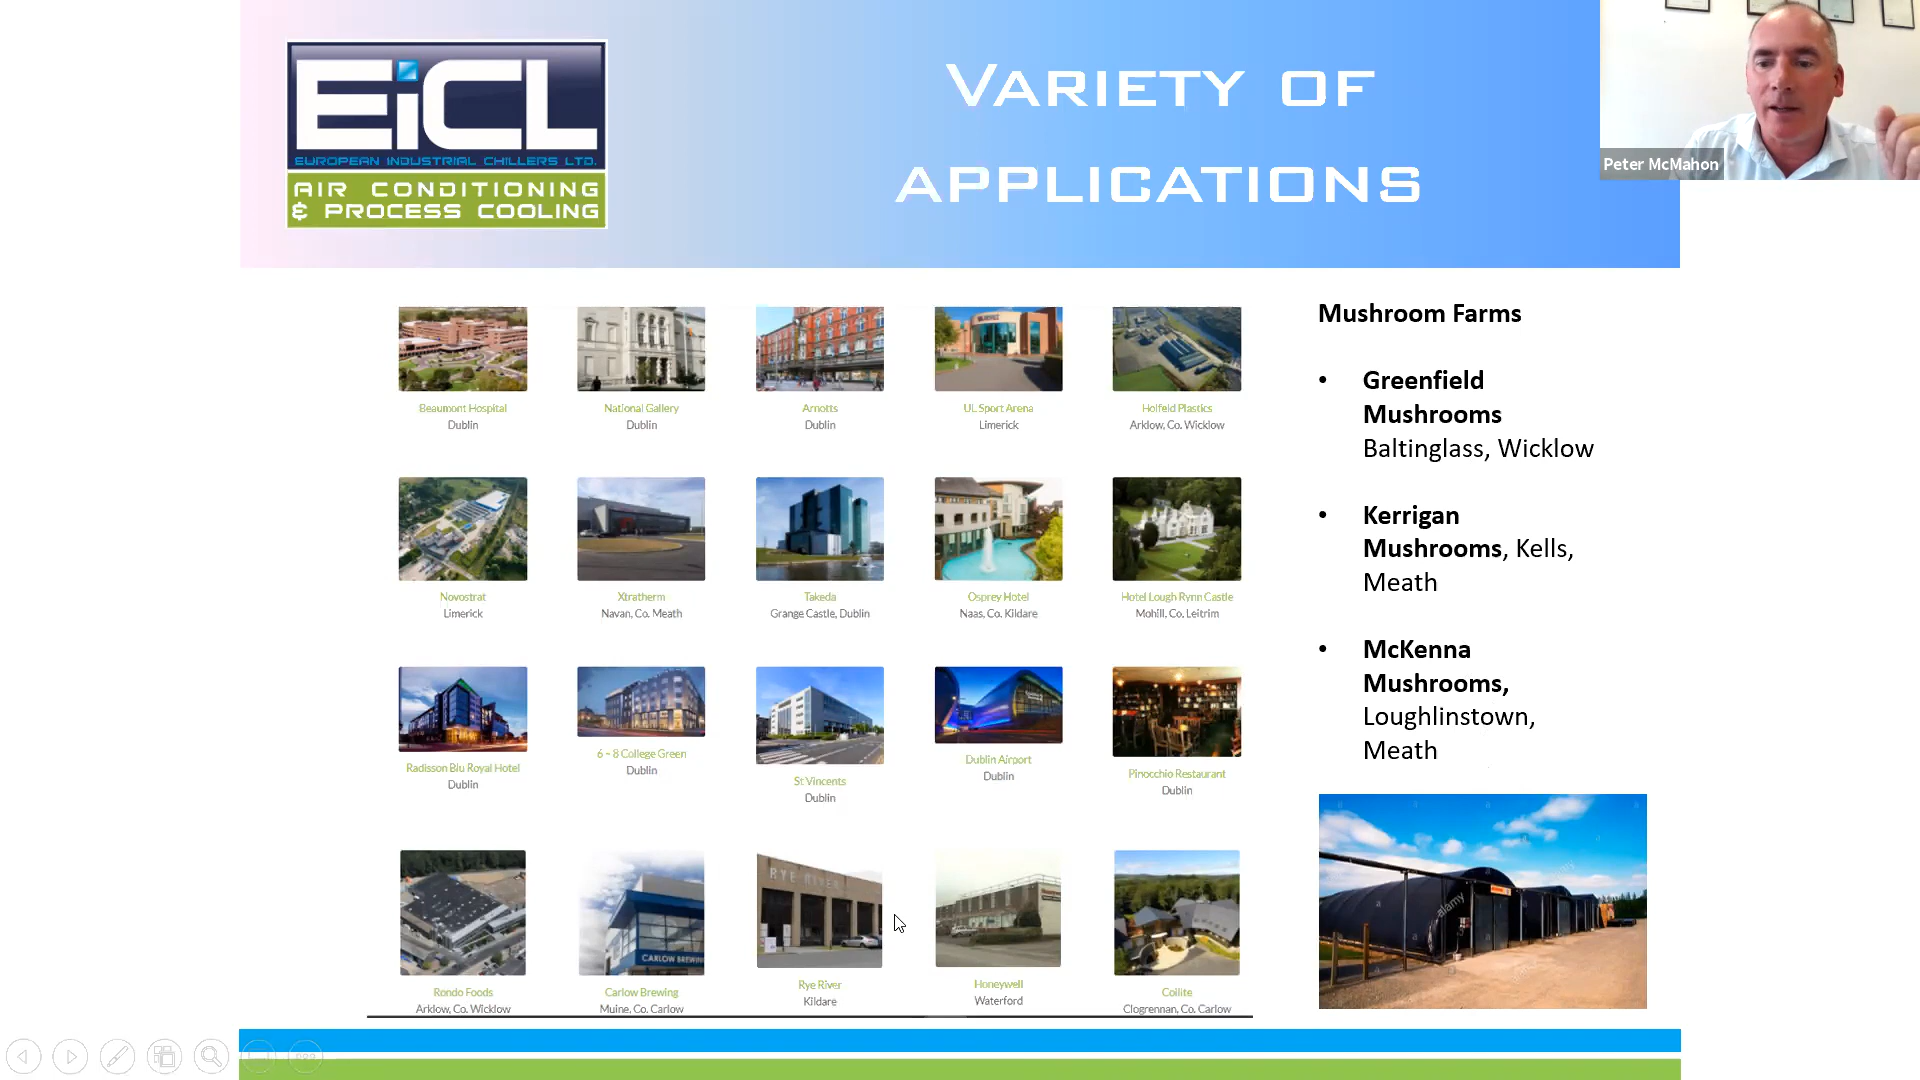 EiCL
EUROPEAN INDUSTRIAL CHILLERS LTD.
AIR CONDITIONING
& PROCESS COOLING
VARIETY OF
APPLICATIONS
Peter McMahon
Beaumont Hospital
Dublin
National Gallery
Dublin
Arnotts
Dublin
UL Sport Arena
Limerick
Holfeld Plastics
Arklow, Co. Wicklow
Novostrat
Limerick
Xtratherm
Navan, Co. Meath
Takeda
Grange Castle, Dublin
Osprey Hotel
Naas, Co. Kildare
Hotel Lough Rynn Castle
Mohill, Co. Leitrim
Radisson Blu Royal Hotel
Dublin
6 – 8 College Green
Dublin
St Vincents
Dublin
Dublin Airport
Dublin
Pinocchio Restaurant
Dublin
Rondo Foods
Arklow, Co. Wicklow
CARLOW BREWING
Carlow Brewing
Muine, Co. Carlow
RYE RIVER
Rye River
Kildare
Honeywell
Waterford
Coilite
Clogrennan, Co. Carlow
Mushroom Farms
• Greenfield
Mushrooms
Baltinglass, Wicklow
• Kerrigan
Mushrooms, Kells,
Meath
• McKenna
Mushrooms,
Loughlinstown,
Meath
alamy